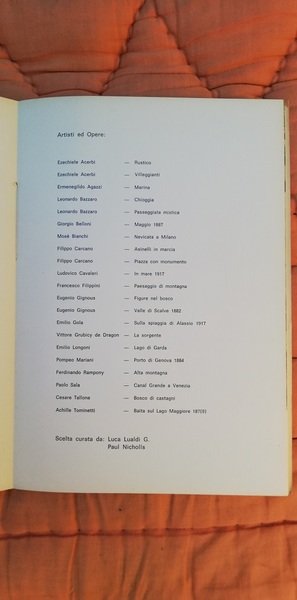 Artisti ed Opere:
Ezechiele Acerbi — Rustico
Ezechiele Acerbi — Villeggianti
Ermenegildo Agazzi — Marina
Leonardo Bazzaro — Chioggia
Leonardo Bazzaro — Passeggiata mistica
Giorgio Belloni — Maggio 1887
Mosè Bianchi — Nevicata a Milano
Filippo Carcano — Asinelli in marcia
Filippo Carcano — Piazza con monumento
Ludovico Cavaleri — In mare 1917
Francesco Filippini — Paesaggio di montagna
Eugenio Gignous — Figure nel bosco
Eugenio Gignous — Valle di Scalve 1882
Emilio Gola — Sulla spiaggia di Alassio 1917
Vittore Grubicy de Dragon — La sorgente
Emilio Longoni — Lago di Garda
Pompeo Mariani — Porto di Genova 1884
Ferdinando Rampony — Alta montagna
Paolo Sala — Canal Grande a Venezia
Cesare Tallone — Bosco di castagni
Achille Tominetti — Baita sul Lago Maggiore 187(9)
Scelta curata da: Luca Lualdi G.
Paul Nicholls